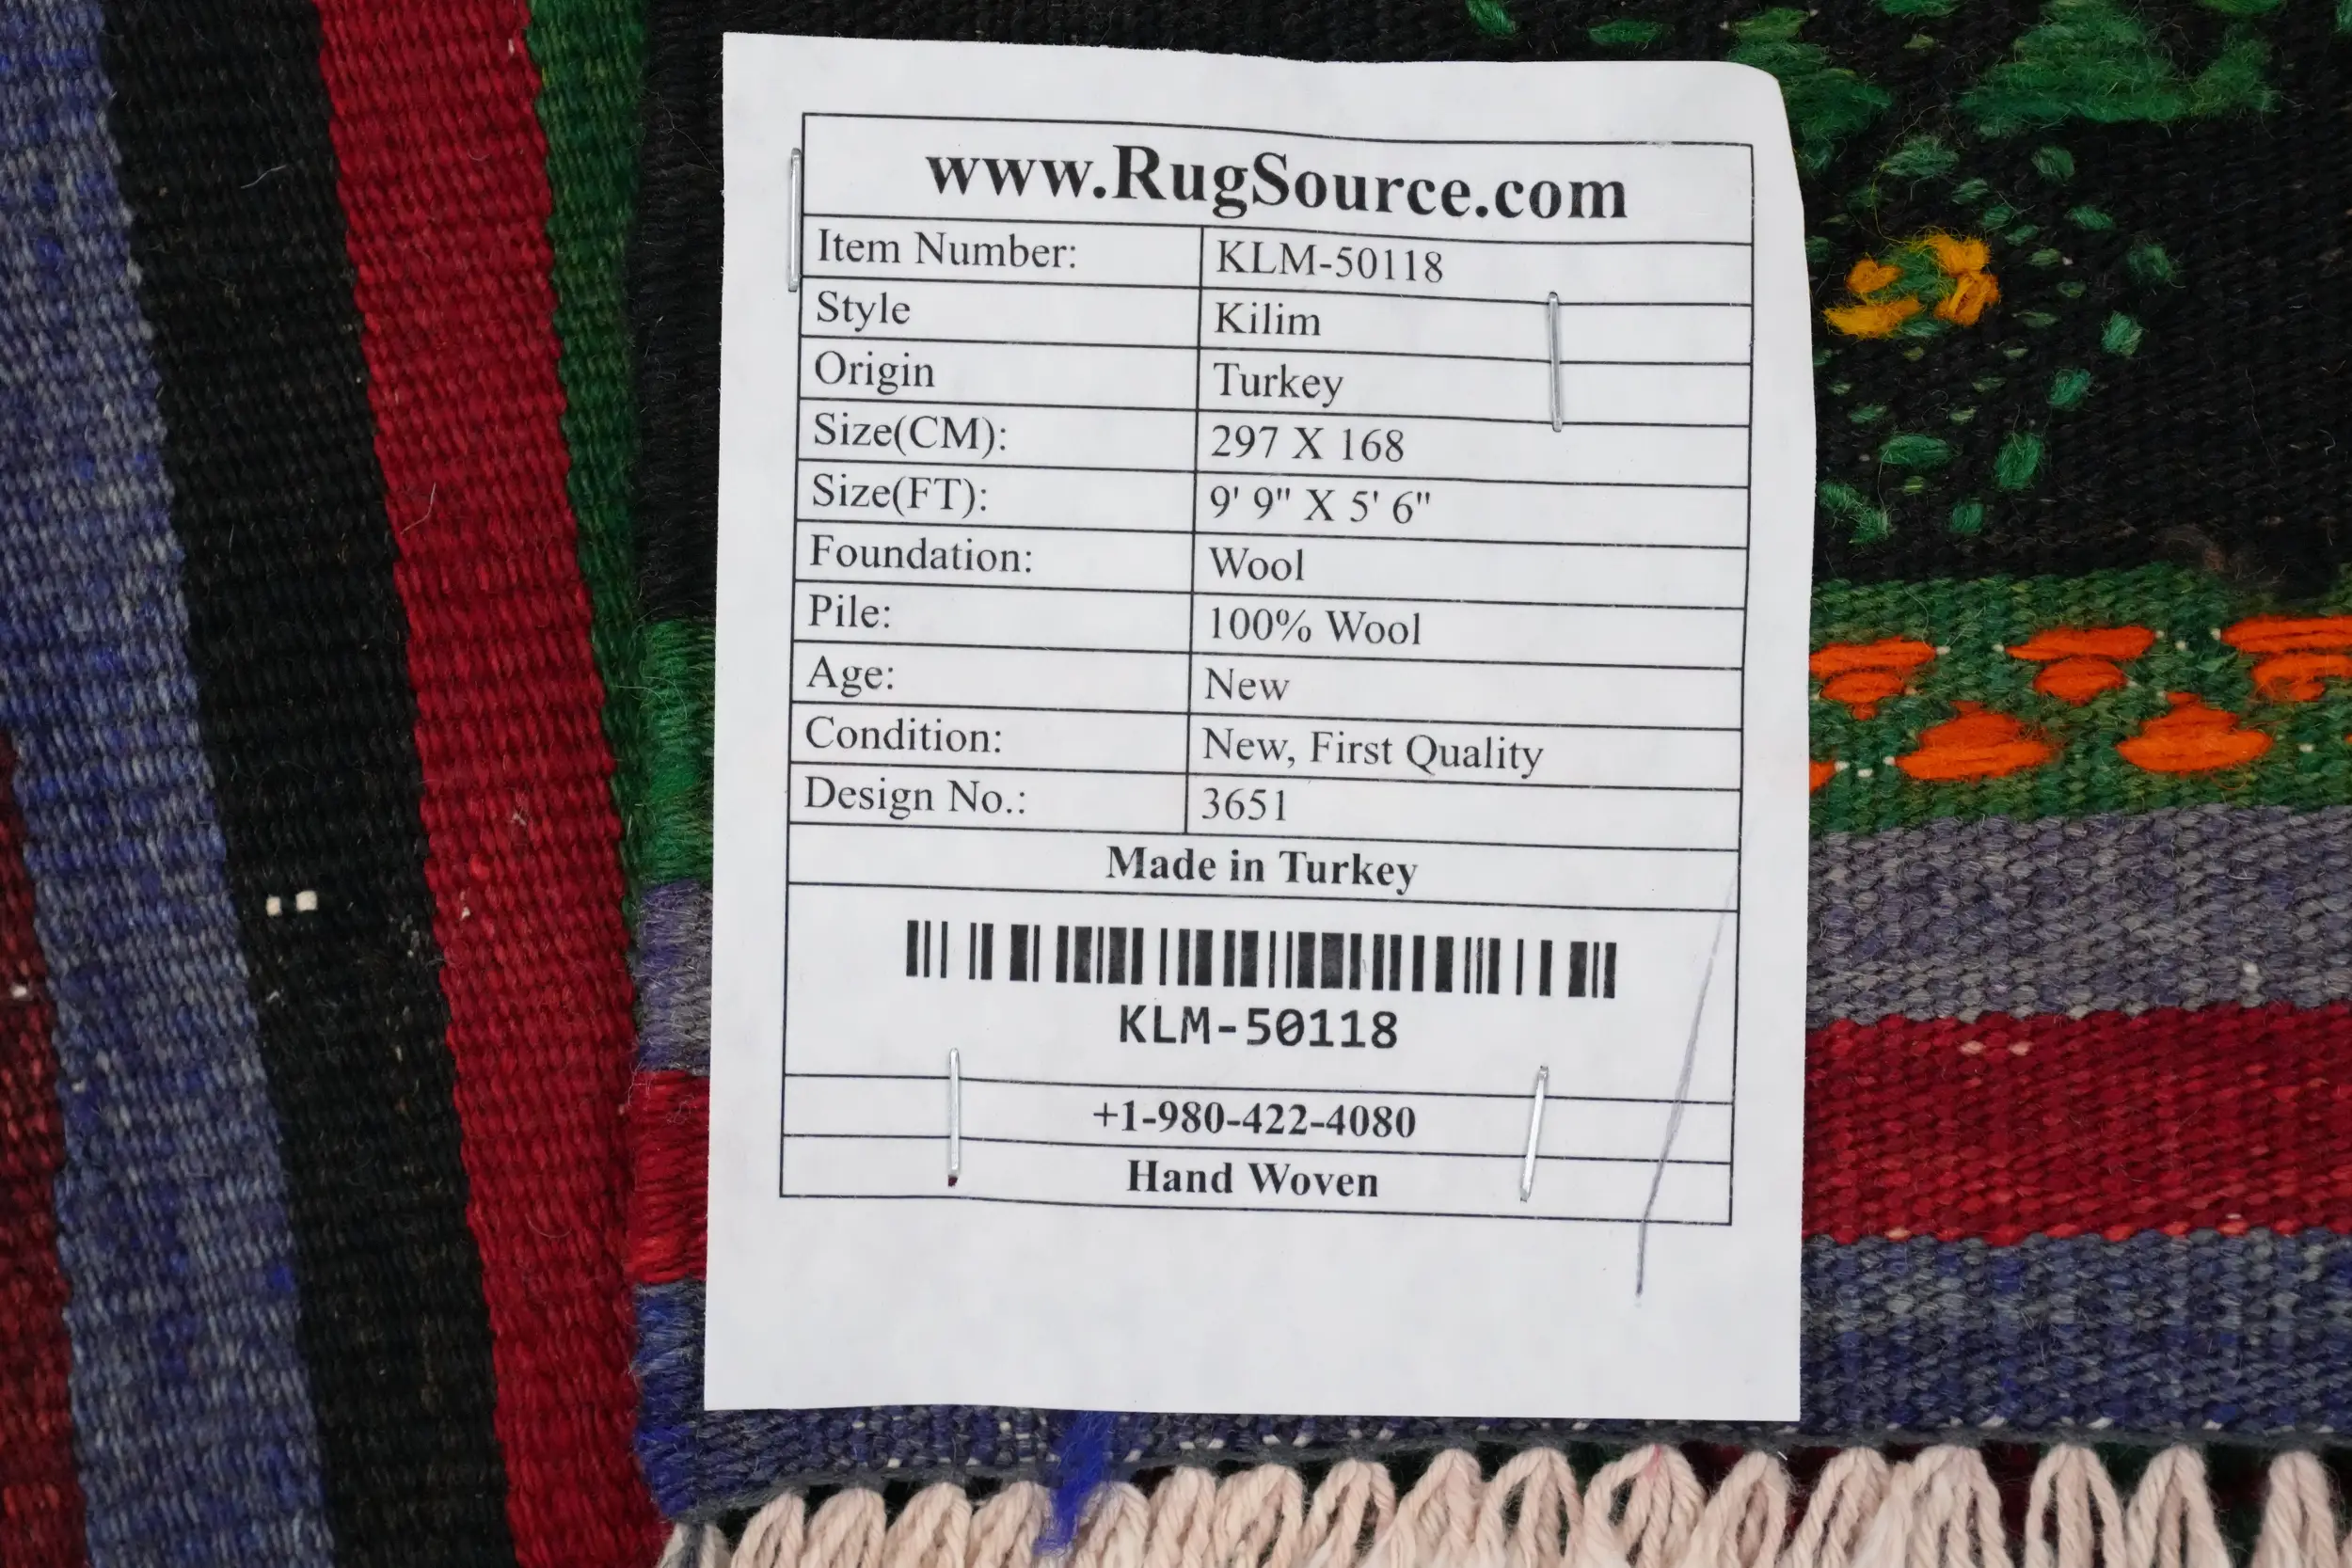 www.RugSource.com
Item Number: KLM-50118
Style Kilim
Origin Turkey
Size(CM): 297 X 168
Size(FT): 9' 9" X 5' 6"
Foundation: Wool
Pile: 100% Wool
Age: New
Condition: New, First Quality
Design No.: 3651
Made in Turkey
KLM-50118
+1-980-422-4080
Hand Woven